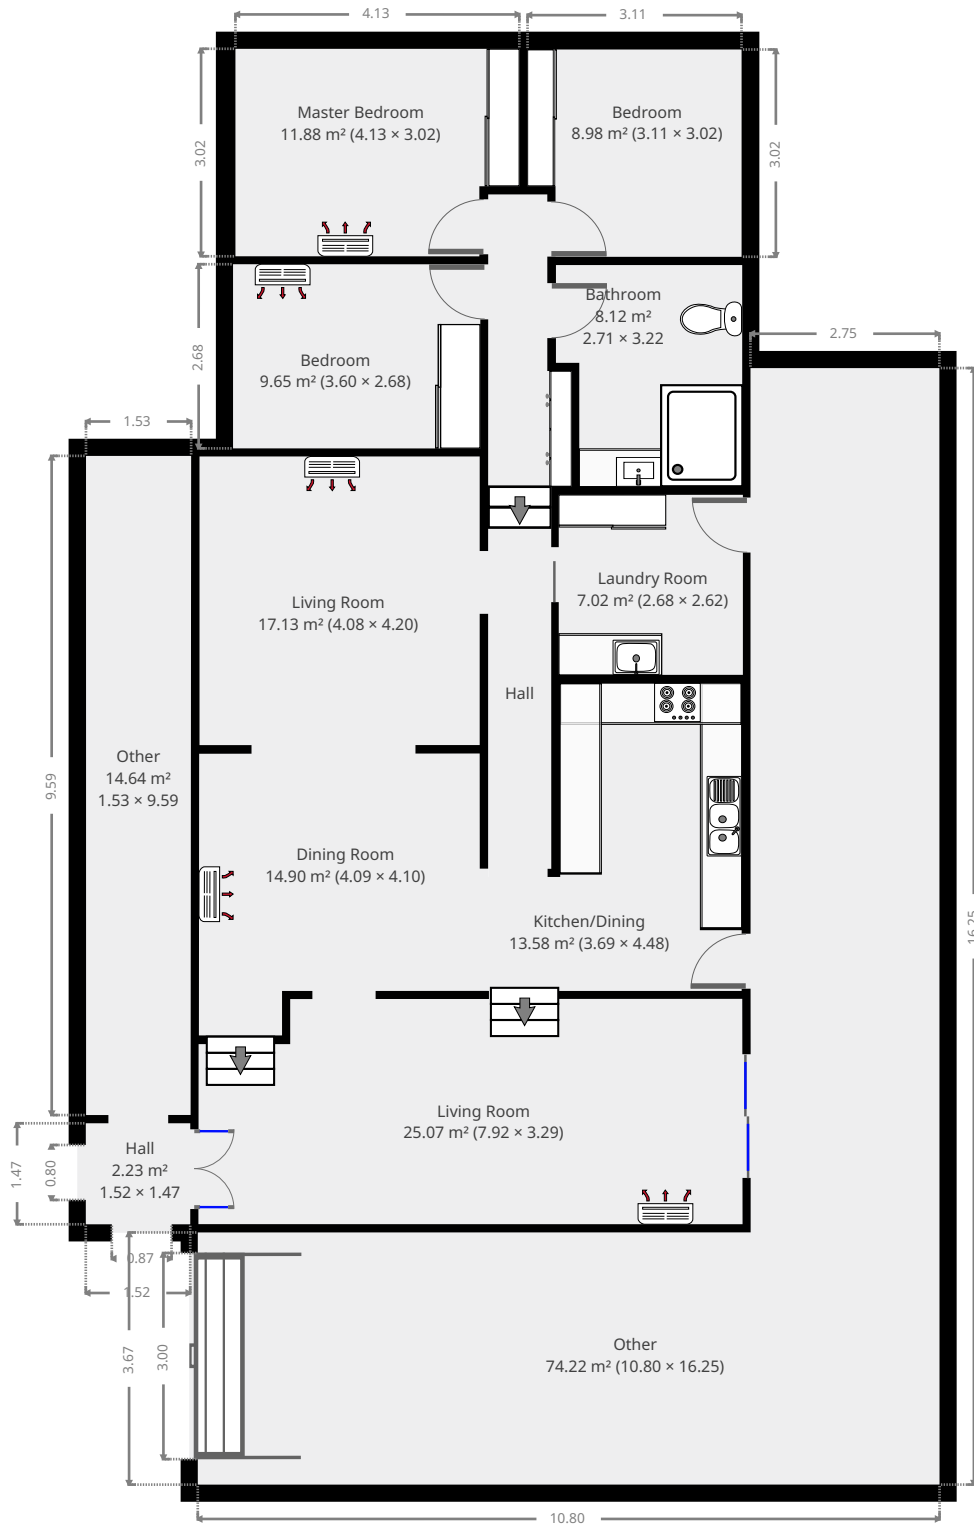 4.13
3.11
3.02
Master Bedroom
11.88 m² (4.13 × 3.02)
Bedroom
8.98 m² (3.11 × 3.02)
3.02
2.68
Bedroom
9.65 m² (3.60 × 2.68)
Bathroom
8.12 m²
2.71 × 3.22
2.75
1.53
Living Room
17.13 m² (4.08 × 4.20)
Laundry Room
7.02 m² (2.68 × 2.62)
Hall
9.59
Other
14.64 m²
1.53 × 9.59
Dining Room
14.90 m² (4.09 × 4.10)
Kitchen/Dining
13.58 m² (3.69 × 4.48)
16.25
Living Room
25.07 m² (7.92 × 3.29)
1.47
0.80
Hall
2.23 m²
1.52 × 1.47
0.87
1.52
3.67
3.00
Other
74.22 m² (10.80 × 16.25)
10.80